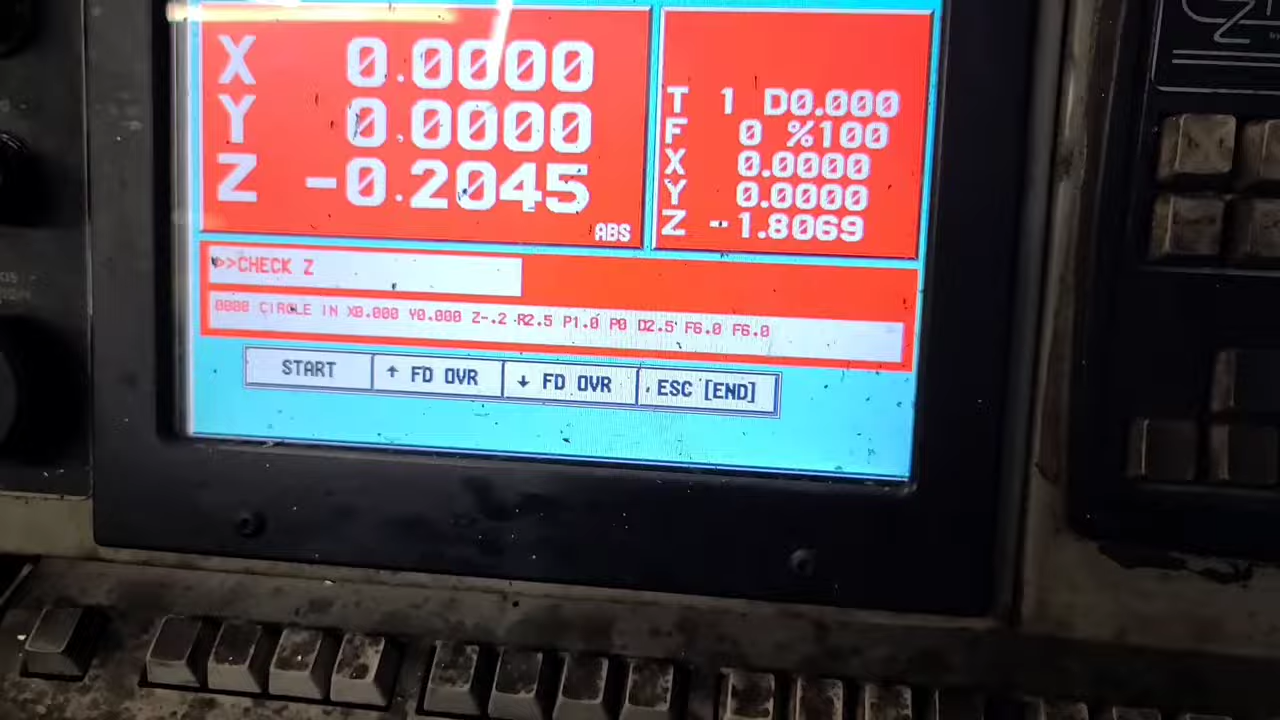 X 0.0000
Y 0.0000
Z -0.2045
ABS
T 1 D0.000
F 0 %100
X 0.0000
Y 0.0000
Z -1.8069
>>CHECK Z
0000 CIRCLE IN X0.000 Y0.000 Z-.2 R2.5 P1.0 P0 D2.5 F6.0 F6.0
START
↑ FD OVR
↓ FD OVR
ESC [END]